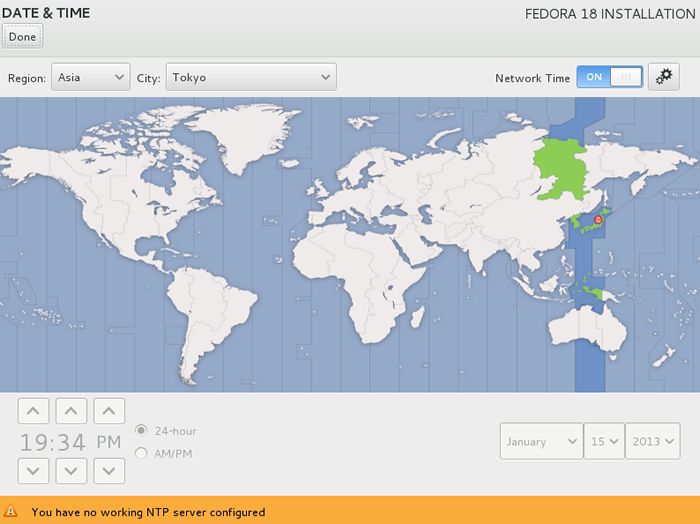 DATE & TIME
FEDORA 18 INSTALLATION
Done
Region: Asia City: Tokyo Network Time ON
19:34 PM
24-hour
AM/PM
January 15 2013
You have no working NTP server configured